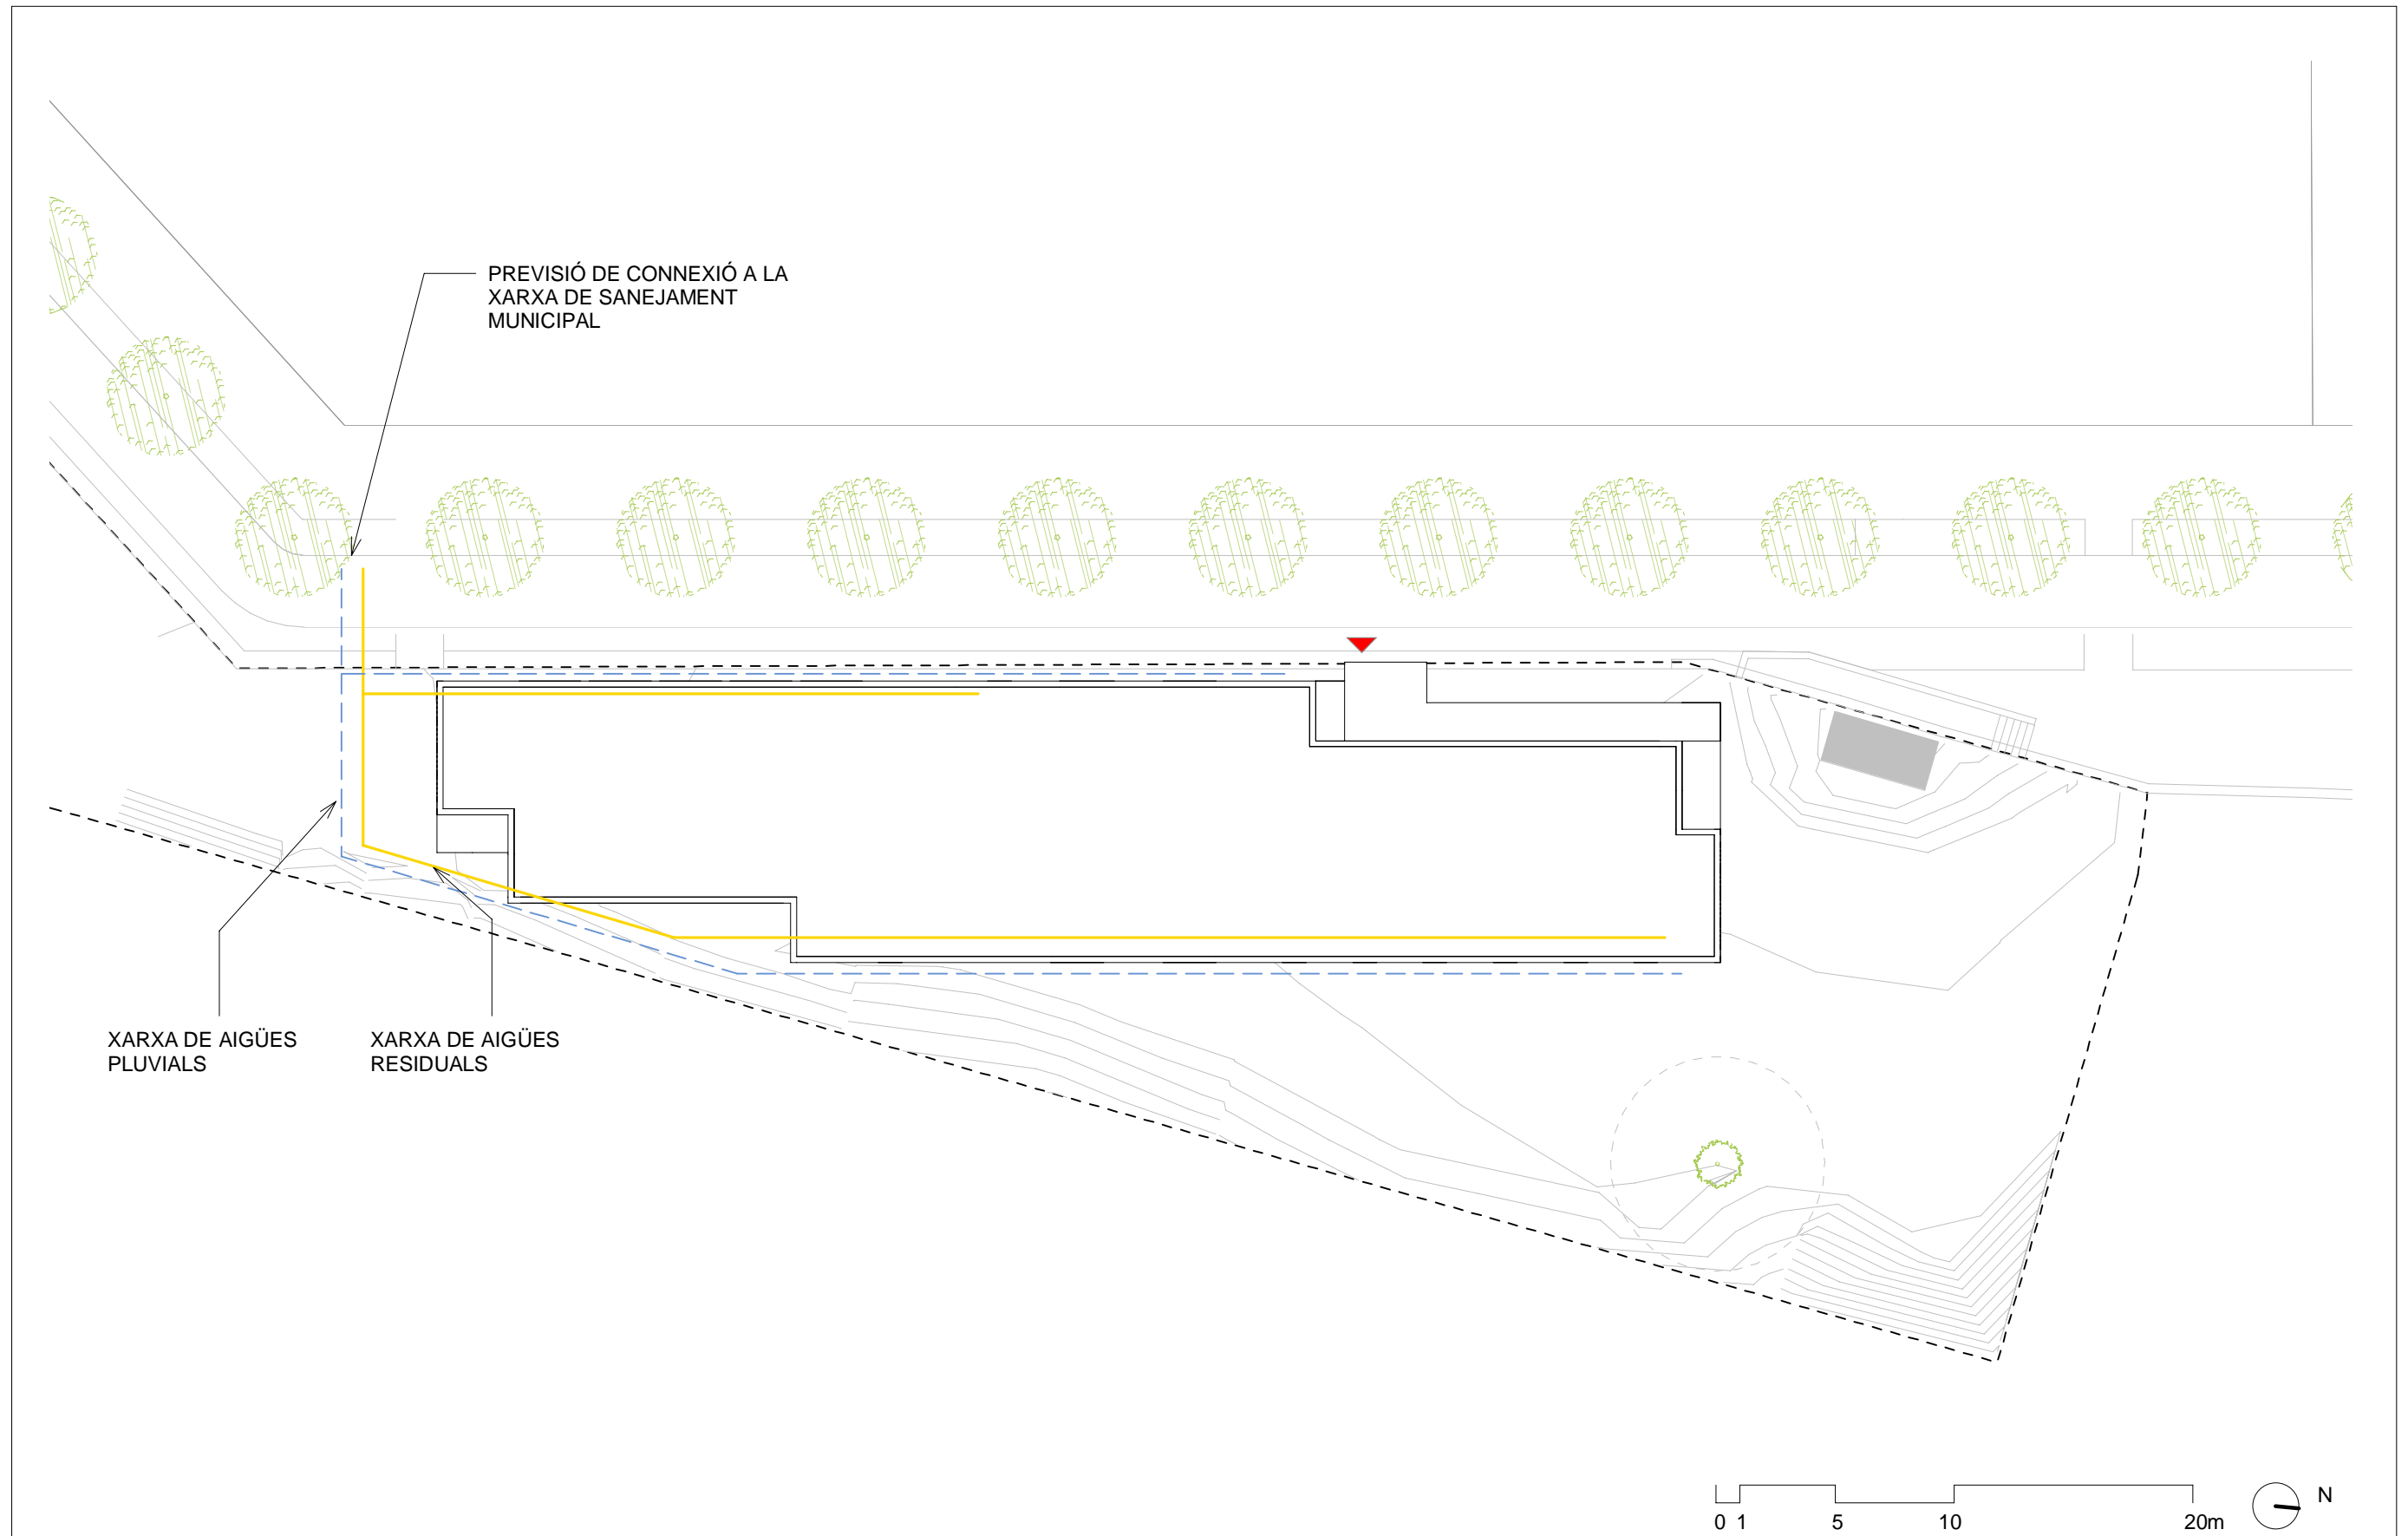 PREVISIÓ DE CONNEXIÓ A LA
XARXA DE SANEJAMENT
MUNICIPAL
XARXA DE AIGÜES
PLUVIALS
XARXA DE AIGÜES
RESIDUALS
0 1 5 10 20m
N